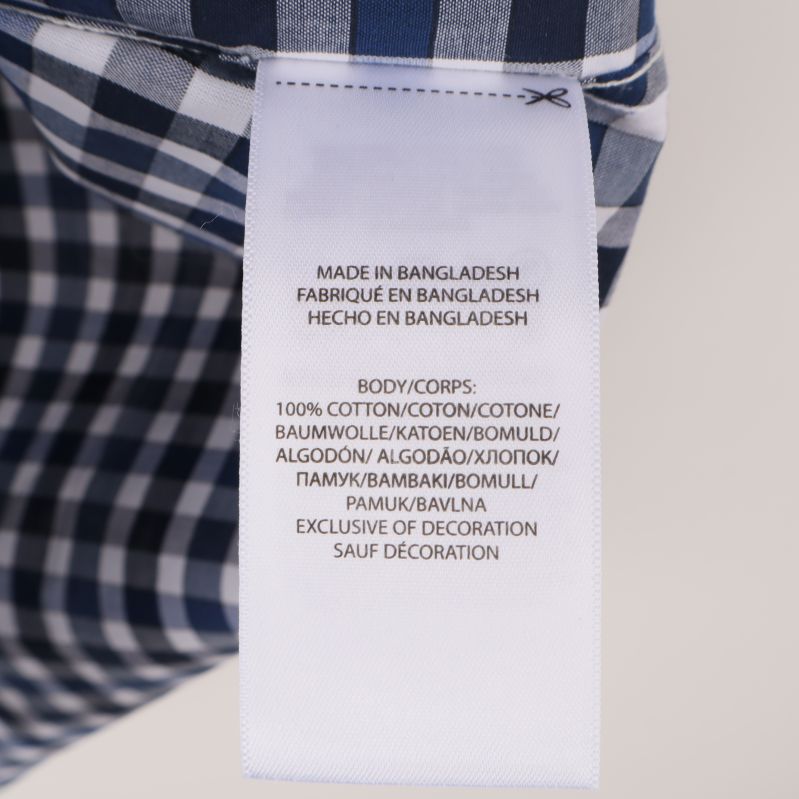 MADE IN BANGLADESH
FABRIQUÉ EN BANGLADESH
HECHO EN BANGLADESH
BODY/CORPS:
100% COTTON/COTON/COTONE/
BAUMWOLLE/KATOEN/BOMULD/
ALGODÓN/ ALGODÃO/ХЛОПОК/
ПАМУК/BAMBAKI/BOMULL/
PAMUK/BAVLNA
EXCLUSIVE OF DECORATION
SAUF DÉCORATION